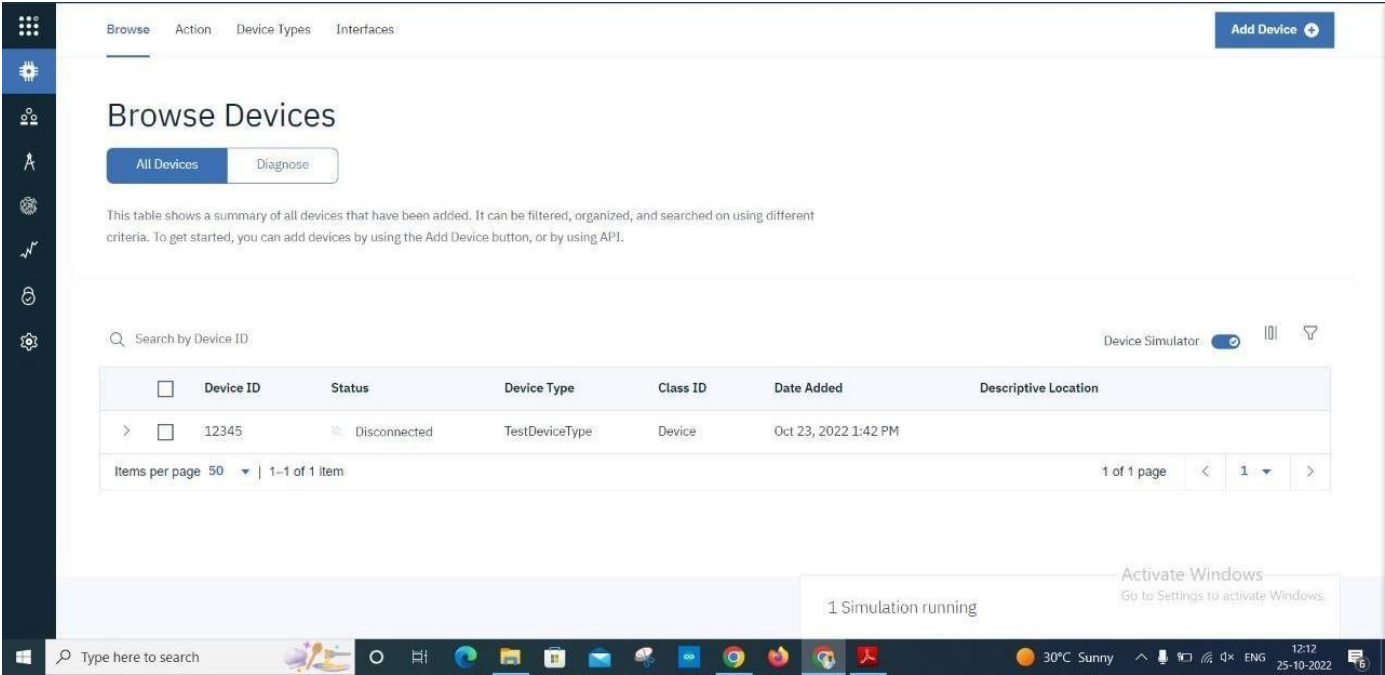 Browse Action Device Types Interfaces Add Device
Browse Devices
All Devices Diagnose
This table shows a summary of all devices that have been added. It can be filtered, organized, and searched on using different
criteria. To get started, you can add devices by using the Add Device button, or by using API.
Search by Device ID Device Simulator
Device ID Status Device Type Class ID Date Added Descriptive Location
12345 Disconnected TestDeviceType Device Oct 23, 2022 1:42 PM
Items per page 50 | 1–1 of 1 item 1 of 1 page 1
Activate Windows
Go to Settings to activate Windows.
1 Simulation running
Type here to search 30°C Sunny ENG 12:12
25-10-2022 6